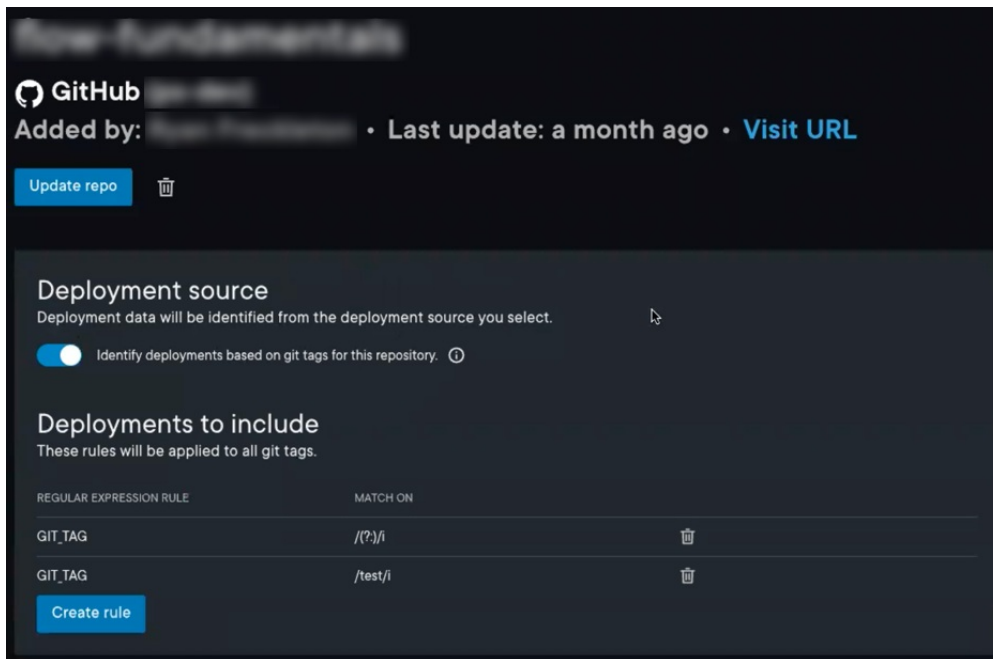 GitHub
Added by: • Last update: a month ago • Visit URL
Update repo
Deployment source
Deployment data will be identified from the deployment source you select.
Identify deployments based on git tags for this repository.
Deployments to include
These rules will be applied to all git tags.
REGULAR EXPRESSION RULE MATCH ON
GIT_TAG /(?:)/i
GIT_TAG /test/i
Create rule